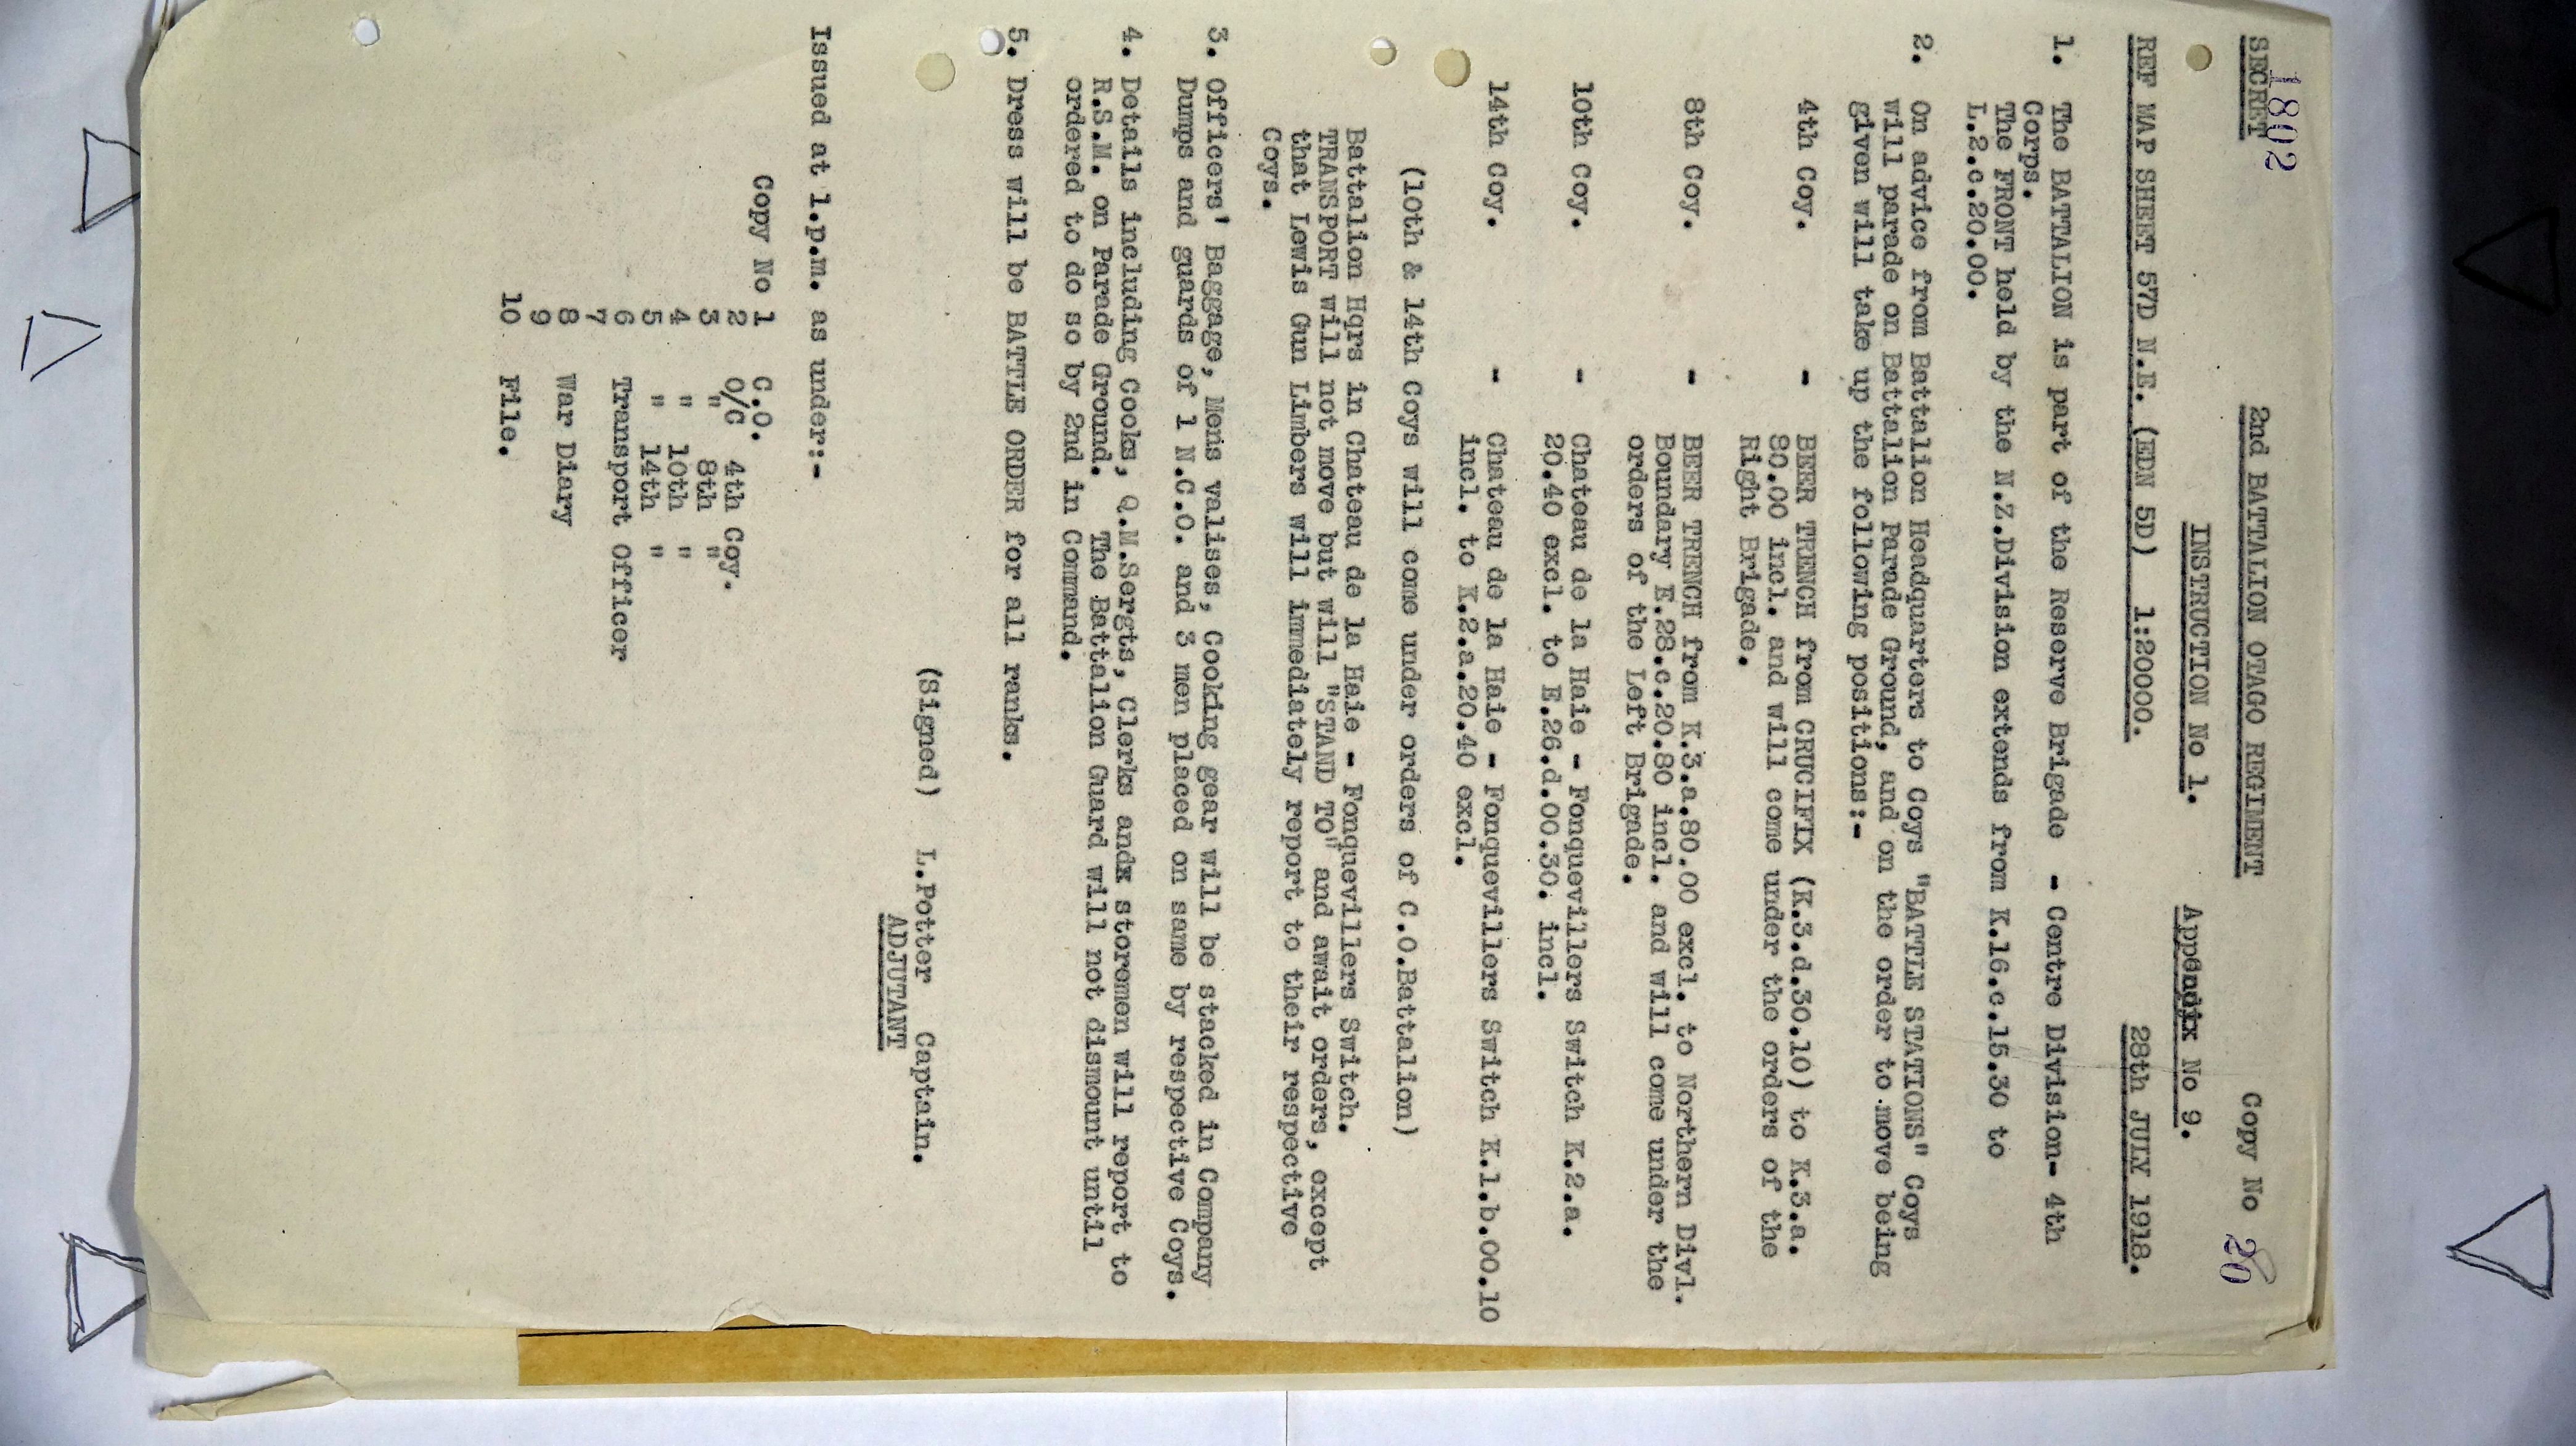 1802
SECRET 2nd BATTALION OTAGO REGIMENT Copy No 20
INSTRUCTION No 1. Appendix No 9.
REF MAP SHEET 57D N.E. (EDN 5D) 1:20000. 28th JULY 1918.
1. The BATTALION is part of the Reserve Brigade - Centre Division- 4th
Corps.
The FRONT held by the N.Z.Division extends from K.16.c.15.30 to
L.2.c.20.00.
2. On advice from Battalion Headquarters to Coys "BATTLE STATIONS" Coys
will parade on Battalion Parade Ground, and on the order to move being
given will take up the following positions:-
4th Coy. - BEER TRENCH from CRUCIFIX (K.3.d.30.10) to K.3.a.
80.00 incl. and will come under the orders of the
Right Brigade.
8th Coy. - BEER TRENCH from K.3.a.80.00 excl. to Northern Divl.
Boundary E.28.c.20.80 incl. and will come under the
orders of the Left Brigade.
10th Coy. - Chateau de la Haie - Fonquevillers Switch K.2.a.
20.40 excl. to E.26.d.00.30. incl.
14th Coy. - Chateau de la Haie - Fonquevillers Switch K.1.b.00.10
incl. to K.2.a.20.40 excl.
(10th & 14th Coys will come under orders of C.O.Battalion)
Battalion Hqrs in Chateau de la Haie - Fonquevillers Switch.
TRANSPORT will not move but will "STAND TO" and await orders, except
that Lewis Gun Limbers will immediately report to their respective
Coys.
3. Officers' Baggage, Mens valises, Cooking gear will be stacked in Company
Dumps and guards of 1 N.C.O. and 3 men placed on same by respective Coys.
4. Details including Cooks, Q.M.Sergts, Clerks andx storemen will report to
R.S.M. on Parade Ground. The Battalion Guard will not dismount until
ordered to do so by 2nd in Command.
5. Dress will be BATTLE ORDER for all ranks.
(Signed) L.Potter Captain.
ADJUTANT
Issued at 1.p.m. as under:-
Copy No 1 C.O.
2 O/C 4th Coy.
3 " 8th "
4 " 10th "
5 " 14th "
6 Transport Officer
7
8 War Diary
9
10 File.